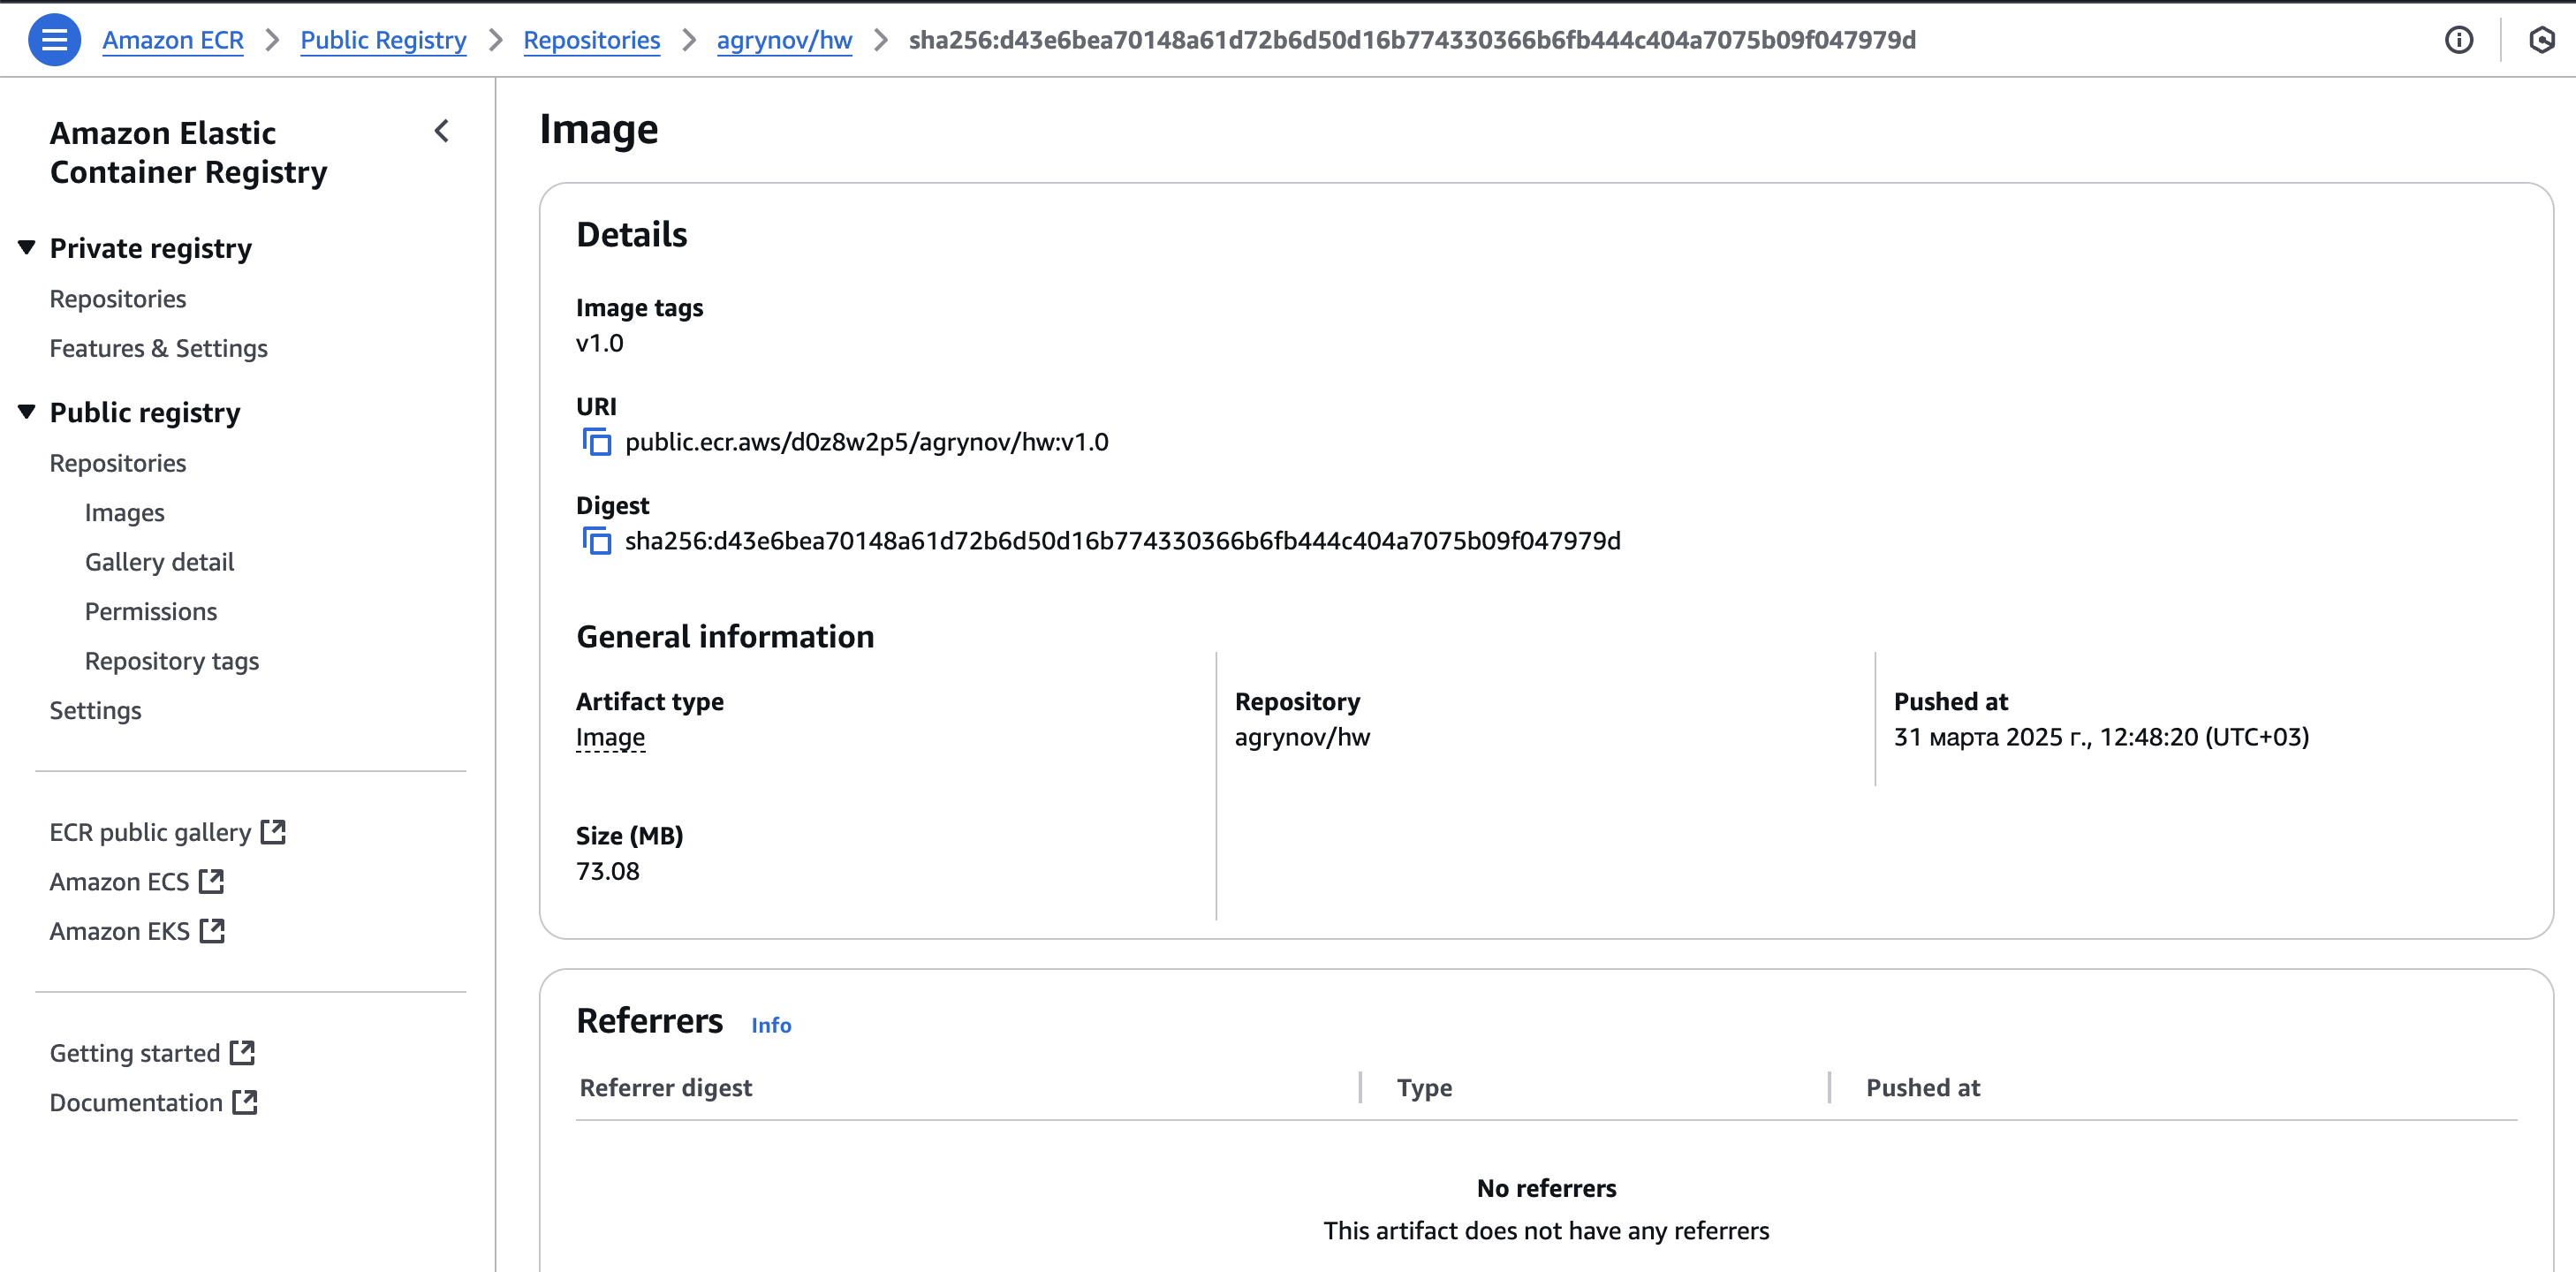 Amazon ECR > Public Registry > Repositories > agrynov/hw > sha256:d43e6bea70148a61d72b6d50d16b774330366b6fb444c404a7075b09f047979d
Amazon Elastic
Container Registry
Private registry
Repositories
Features & Settings
Public registry
Repositories
Images
Gallery detail
Permissions
Repository tags
Settings
ECR public gallery
Amazon ECS
Amazon EKS
Getting started
Documentation
Image
Details
Image tags
v1.0
URI
public.ecr.aws/d0z8w2p5/agrynov/hw:v1.0
Digest
sha256:d43e6bea70148a61d72b6d50d16b774330366b6fb444c404a7075b09f047979d
General information
Artifact type
Image
Repository
agrynov/hw
Pushed at
31 марта 2025 г., 12:48:20 (UTC+03)
Size (MB)
73.08
Referrers Info
Referrer digest Type Pushed at
No referrers
This artifact does not have any referrers